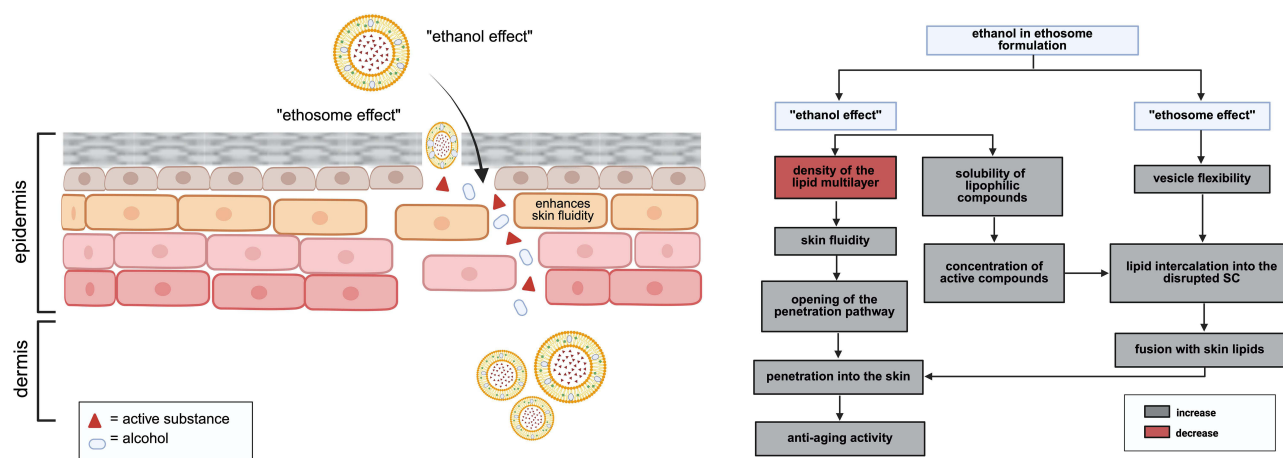 "ethanol effect"
"ethosome effect"
epidermis
enhances
skin fluidity
dermis
= active substance
= alcohol
ethanol in ethosome
formulation
"ethanol effect"
"ethosome effect"
density of the
lipid multilayer
solubility of
lipophilic
compounds
vesicle flexibility
skin fluidity
concentration of
active compounds
lipid intercalation into the
disrupted SC
opening of the
penetration pathway
fusion with skin lipids
penetration into the skin
anti-aging activity
increase
decrease